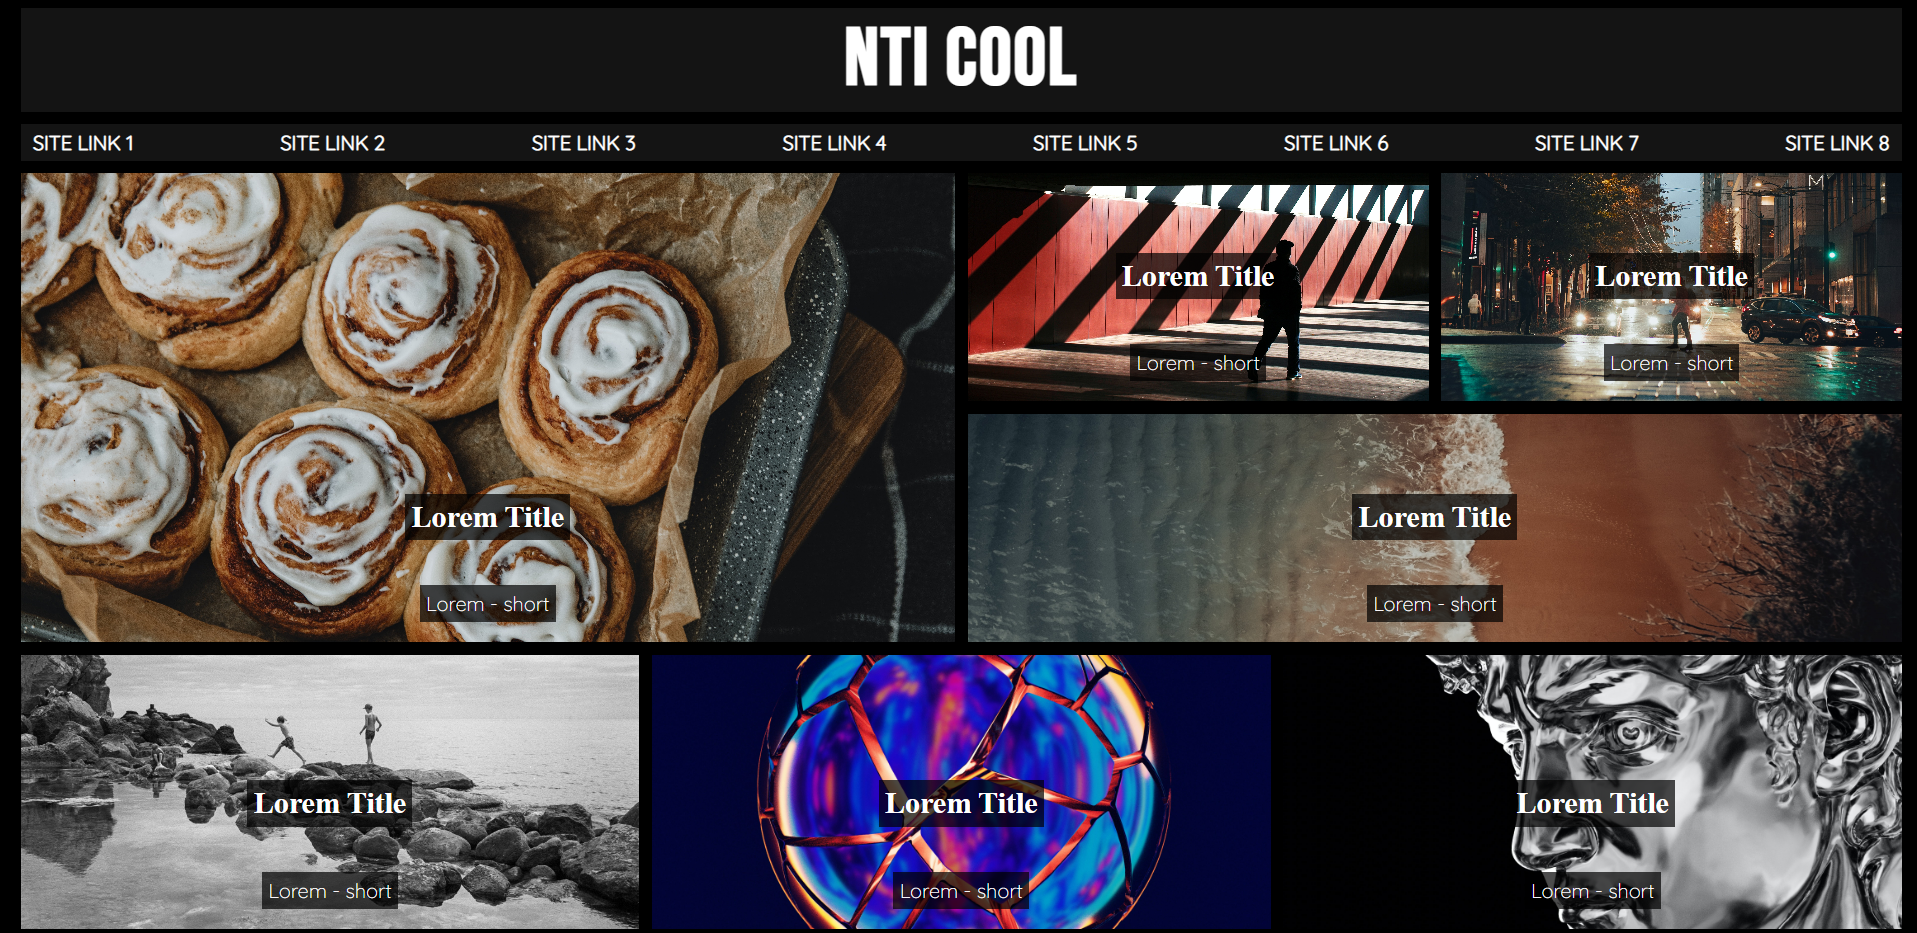 NTI COOL
SITE LINK 1
SITE LINK 2
SITE LINK 3
SITE LINK 4
SITE LINK 5
SITE LINK 6
SITE LINK 7
SITE LINK 8
Lorem Title
Lorem - short
Lorem Title
Lorem - short
Lorem Title
Lorem - short
Lorem Title
Lorem - short
Lorem Title
Lorem - short
Lorem Title
Lorem - short
Lorem Title
Lorem - short